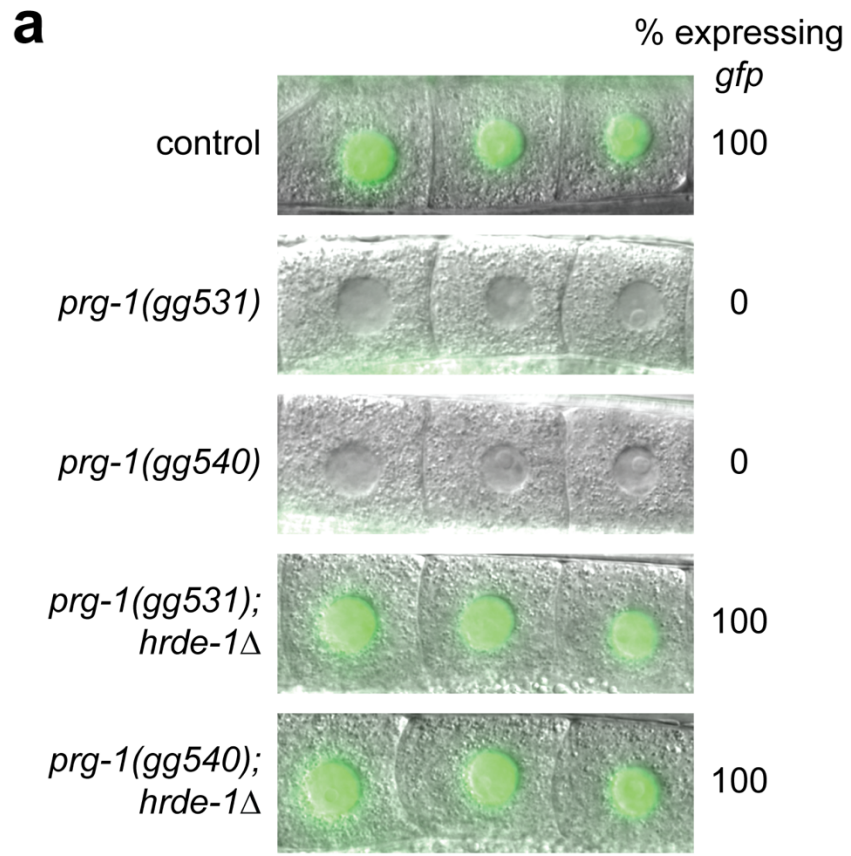 a
% expressing
gfp
control
100
prg-1(gg531)
0
prg-1(gg540)
0
prg-1(gg531);
hrde-1Δ
100
prg-1(gg540);
hrde-1Δ
100